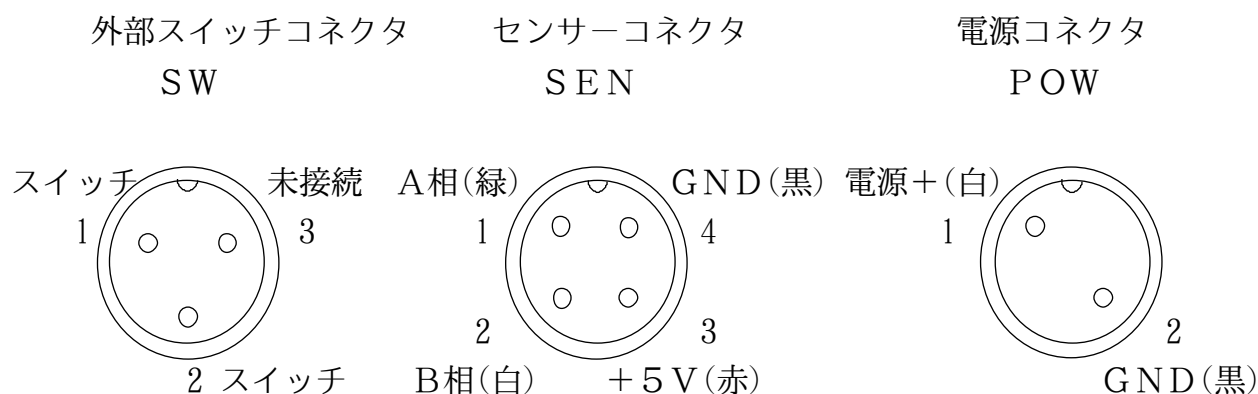 外部スイッチコネクタ センサーコネクタ 電源コネクタ
ＳＷ ＳＥＮ ＰＯＷ
スイッチ 未接続 Ａ相(緑) ＧＮＤ(黒) 電源＋(白)
1 3 1 4 1
2 3 2
2 スイッチ Ｂ相(白) ＋５Ｖ(赤) ＧＮＤ(黒)